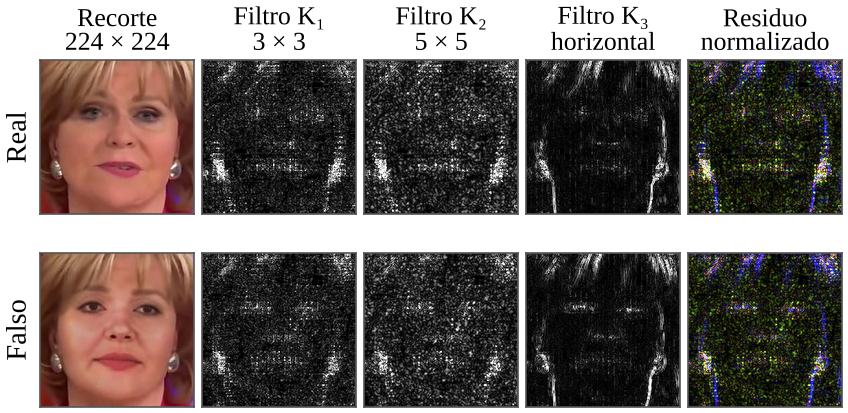 Recorte
224 × 224
Filtro K₁
3 × 3
Filtro K₂
5 × 5
Filtro K₃
horizontal
Residuo
normalizado
Real
Falso